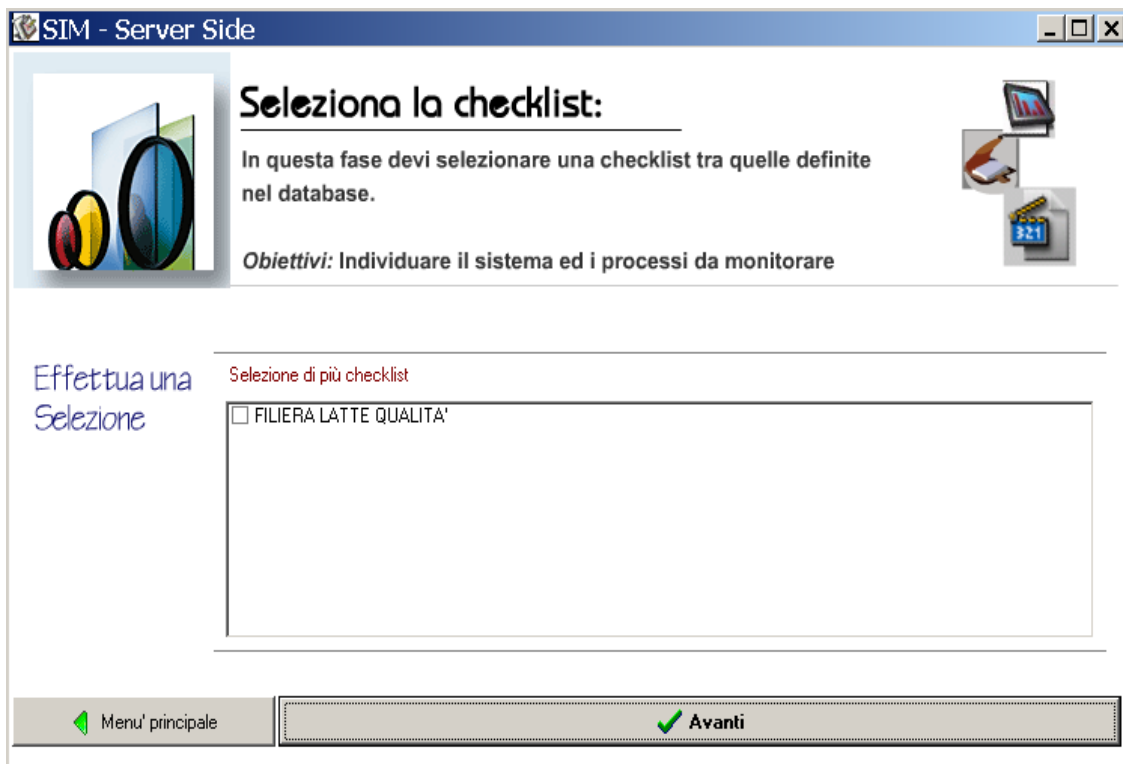 SIM - Server Side
Seleziona la checklist:
In questa fase devi selezionare una checklist tra quelle definite
nel database.
Obiettivi: Individuare il sistema ed i processi da monitorare
321
Effettua una
Selezione
Selezione di più checklist
FILIERA LATTE QUALITA'
Menu' principale
Avanti